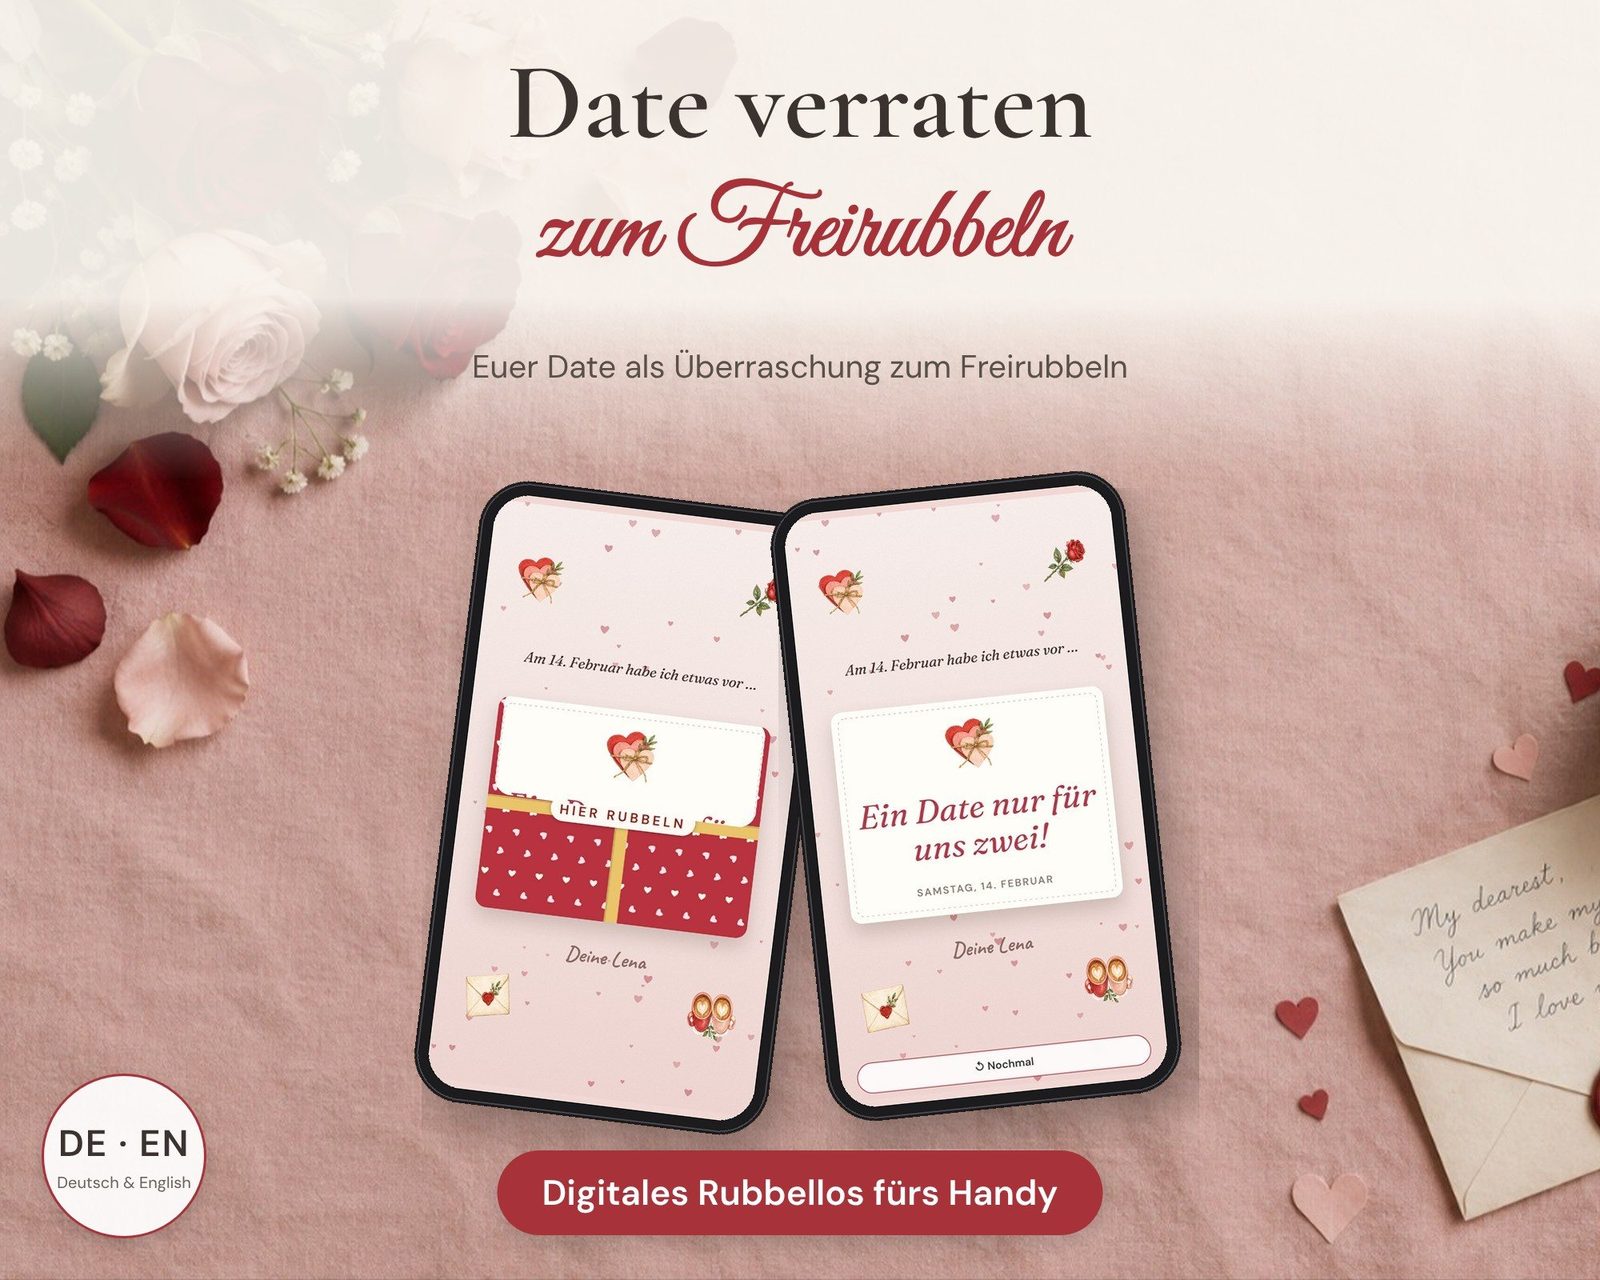 Date verraten
zum Freirubbeln
Euer Date als Überraschung zum Freirubbeln
Am 14. Februar habe ich etwas vor ...
HIER RUBBELN
Deine Lena
Am 14. Februar habe ich etwas vor ...
Ein Date nur für
uns zwei!
SAMSTAG, 14. FEBRUAR
Deine Lena
Nochmal
My dearest,
You make my
so much
I love
DE · EN
Deutsch & English
Digitales Rubbellos fürs Handy